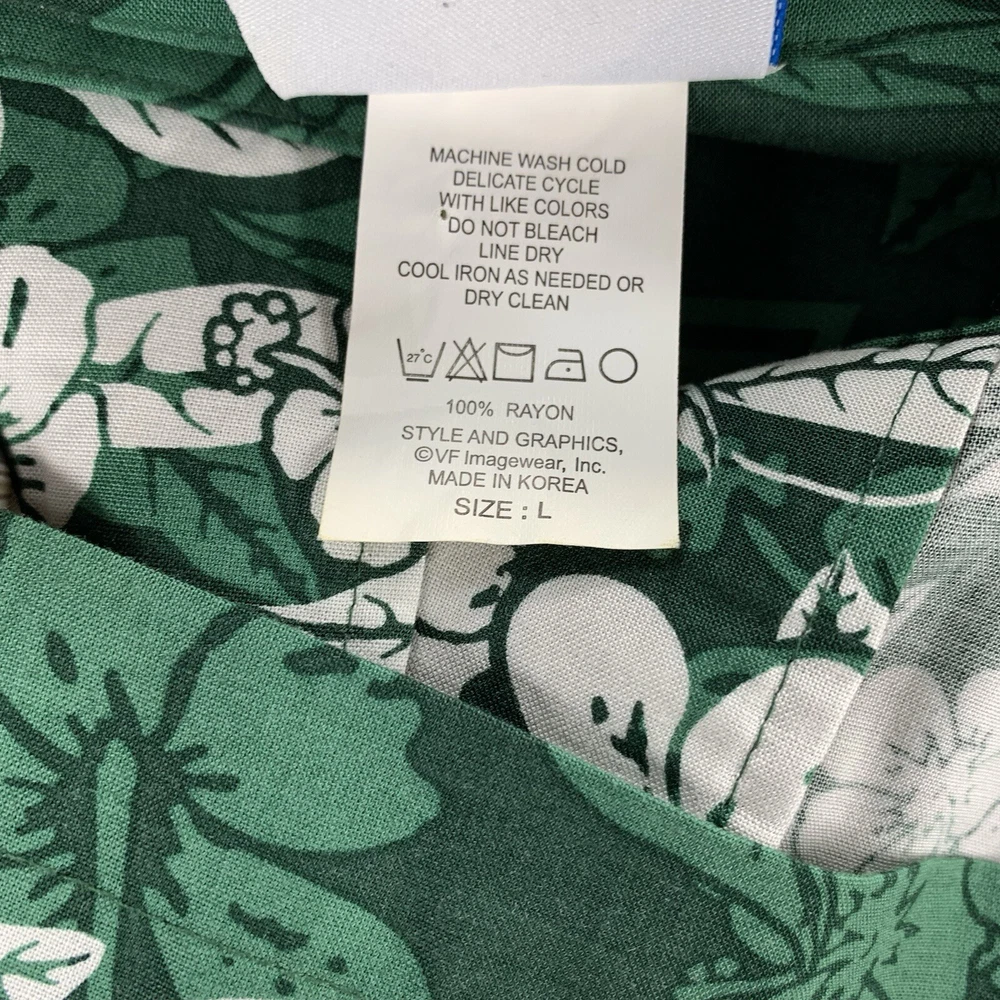 MACHINE WASH COLD
DELICATE CYCLE
WITH LIKE COLORS
DO NOT BLEACH
LINE DRY
COOL IRON AS NEEDED OR
DRY CLEAN
27°C
100% RAYON
STYLE AND GRAPHICS,
©VF Imagewear, Inc.
MADE IN KOREA
SIZE : L